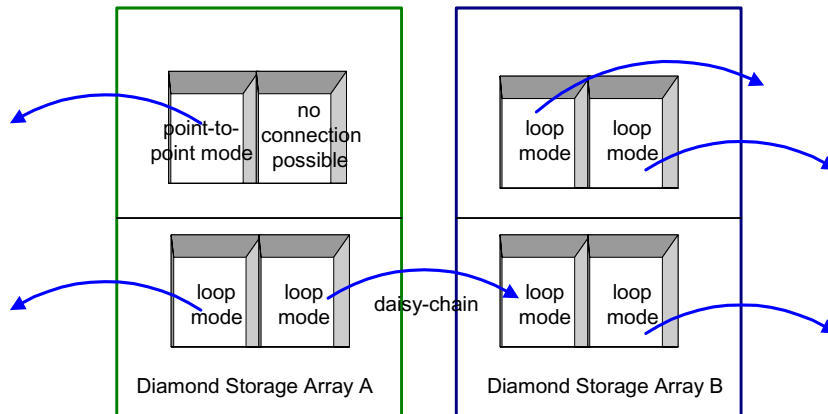 point-to-
point mode
no
connection
possible
loop
mode
loop
mode
loop
mode
loop
mode
daisy-chain
loop
mode
loop
mode
Diamond Storage Array A
Diamond Storage Array B